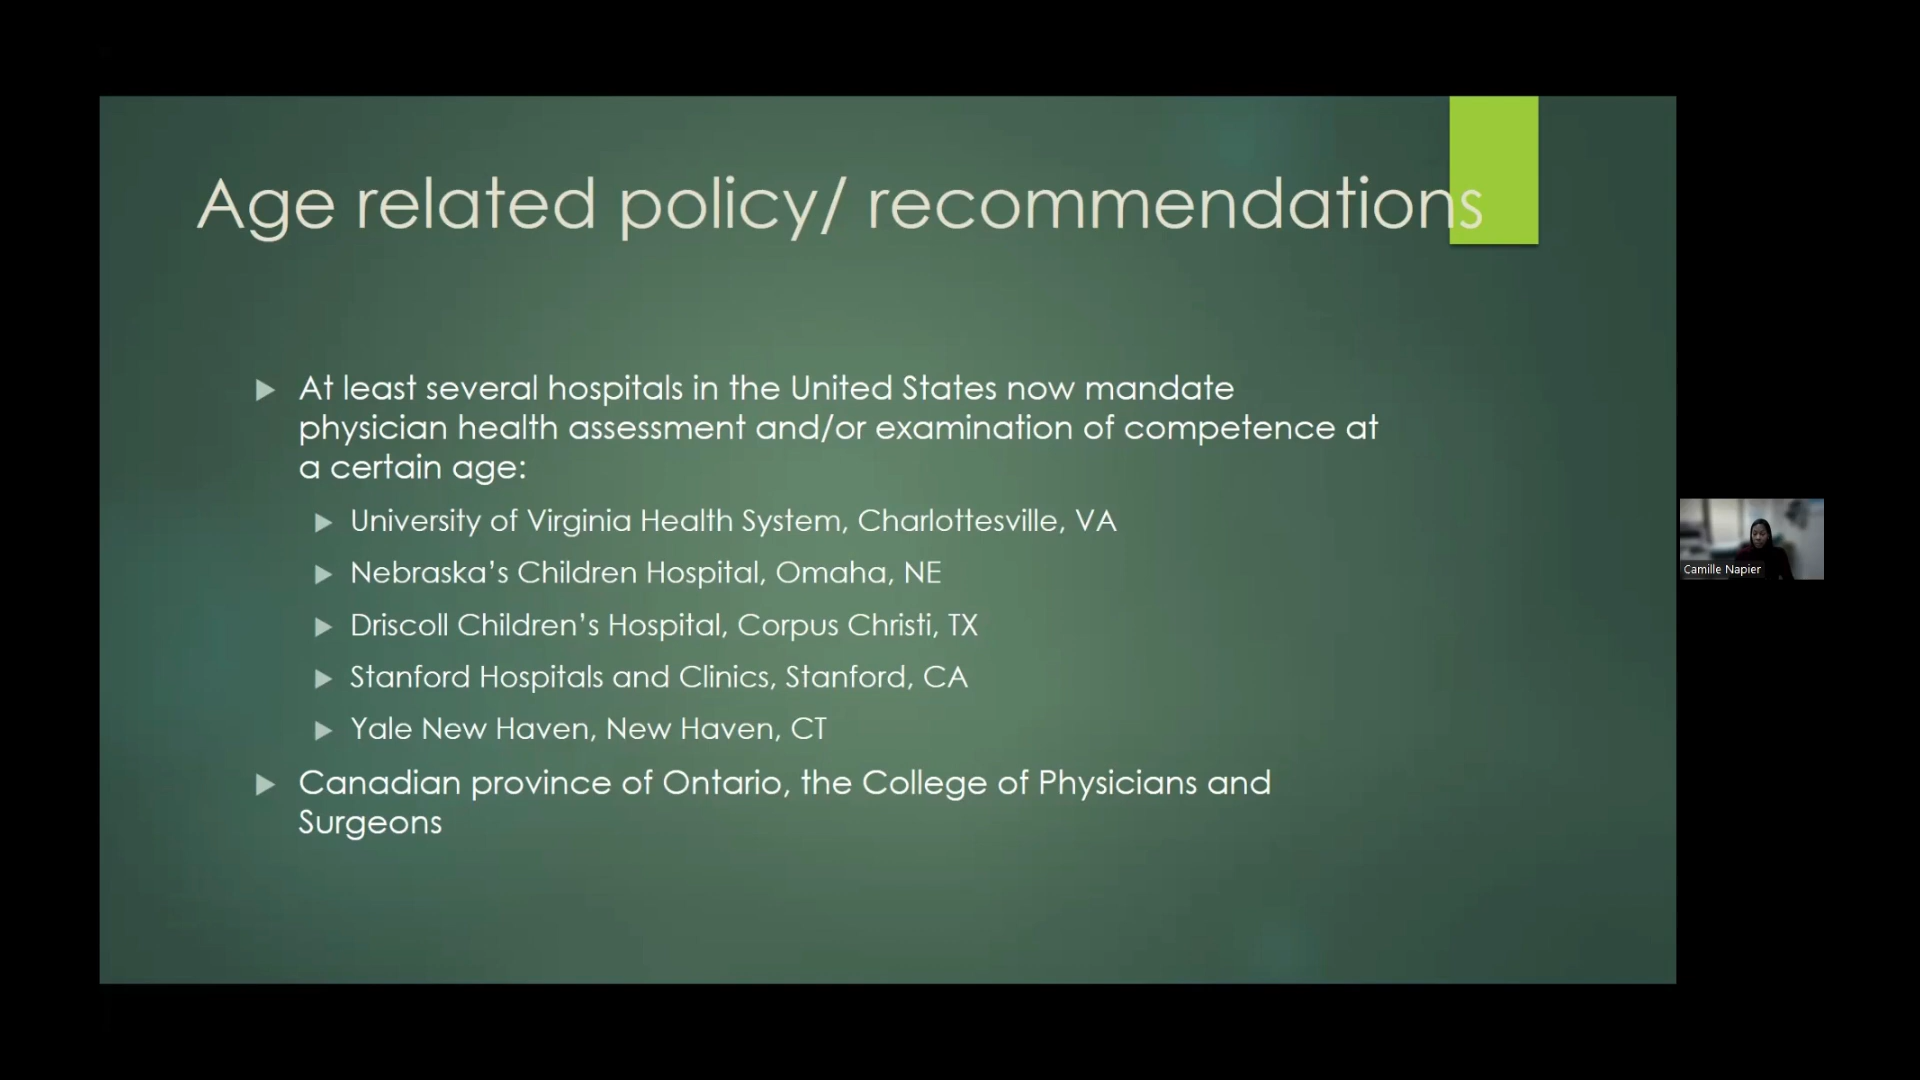 Age related policy/ recommendations
At least several hospitals in the United States now mandate
physician health assessment and/or examination of competence at
a certain age:
University of Virginia Health System, Charlottesville, VA
Nebraska’s Children Hospital, Omaha, NE
Driscoll Children’s Hospital, Corpus Christi, TX
Stanford Hospitals and Clinics, Stanford, CA
Yale New Haven, New Haven, CT
Canadian province of Ontario, the College of Physicians and
Surgeons
Camille Napier